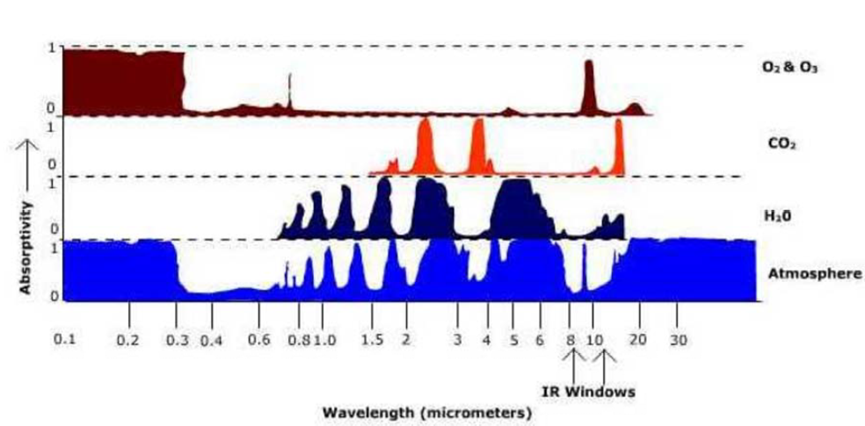 1
O₂ & O₃
0
1
CO₂
0
1
H₂0
0
1
Atmosphere
0
Absorptivity
0.1 0.2 0.3 0.4 0.6 0.8 1.0 1.5 2 3 4 5 6 8 10 20 30
IR Windows
Wavelength (micrometers)